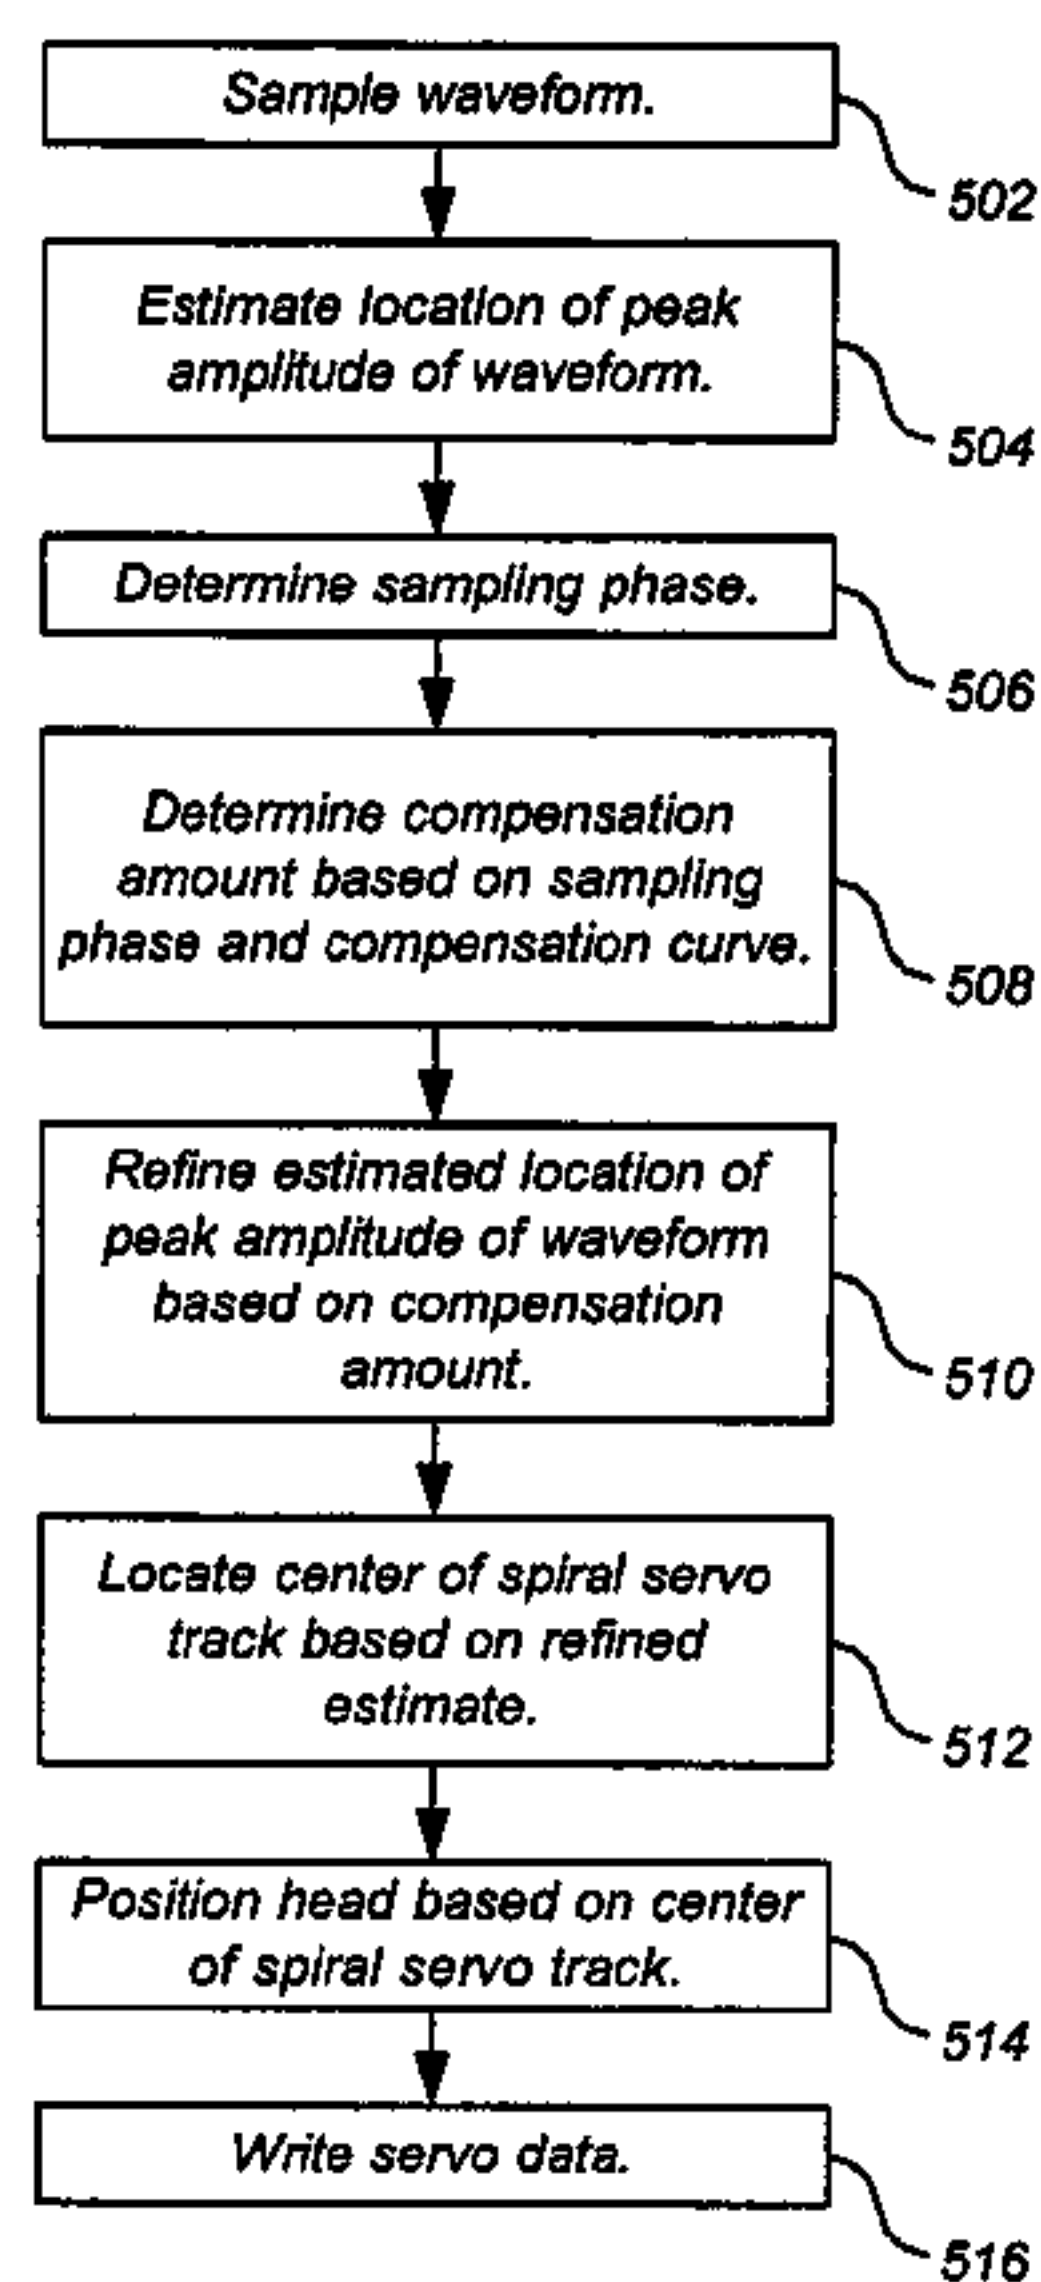 Sample waveform.
502
Estimate location of peak
amplitude of waveform.
504
Determine sampling phase.
506
Determine compensation
amount based on sampling
phase and compensation curve.
508
Refine estimated location of
peak amplitude of waveform
based on compensation
amount.
510
Locate center of spiral servo
track based on refined
estimate.
512
Position head based on center
of spiral servo track.
514
Write servo data.
516